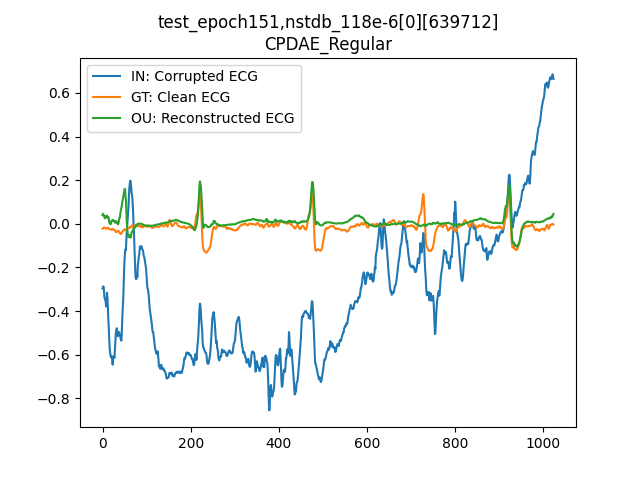 test_epoch151,nstdb_118e-6[0][639712]
CPDAE_Regular
IN: Corrupted ECG
GT: Clean ECG
OU: Reconstructed ECG
0.6
0.4
0.2
0.0
−0.2
−0.4
−0.6
−0.8
0 200 400 600 800 1000